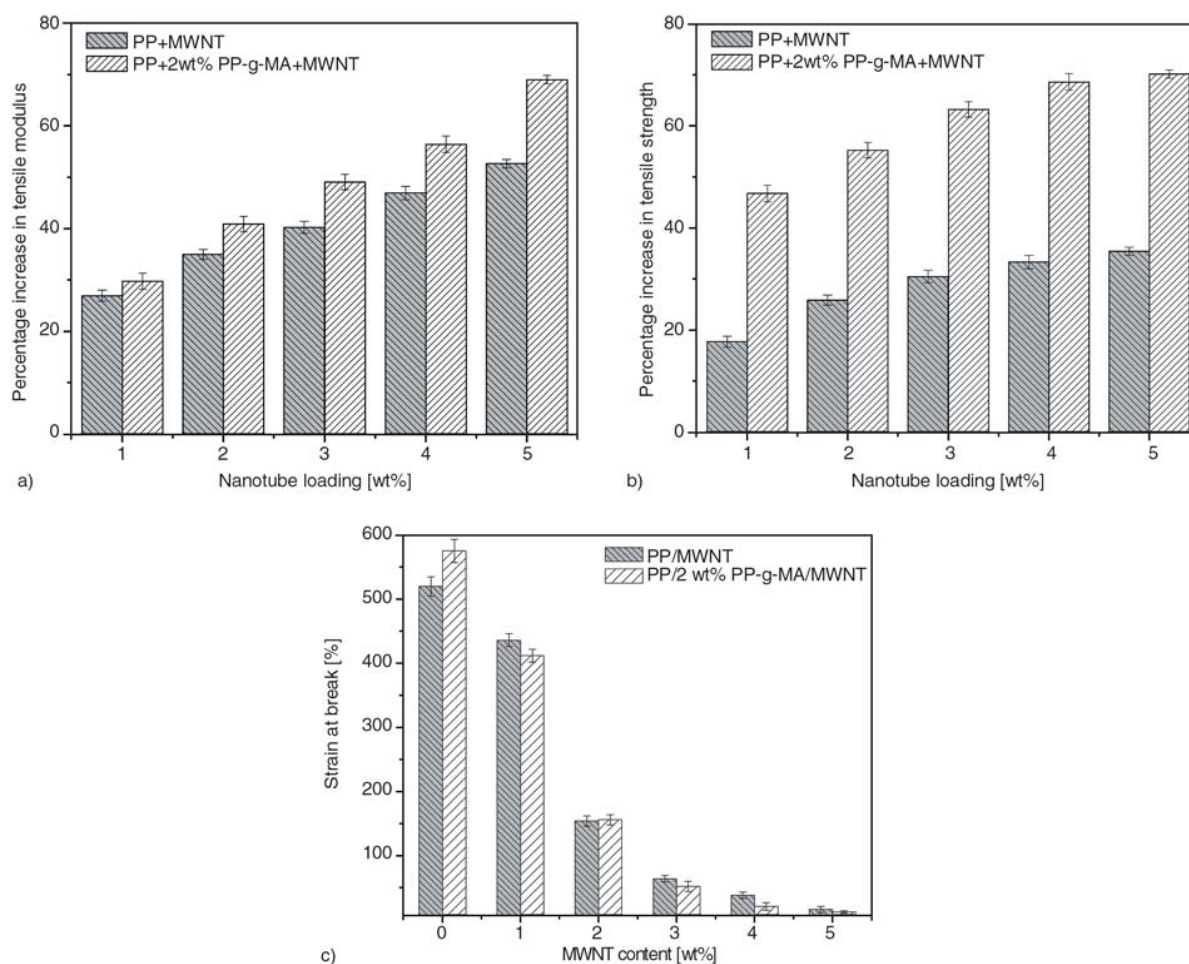 80
60
40
20
0
Percentage increase in tensile modulus
PP+MWNT
PP+2wt% PP-g-MA+MWNT
1 2 3 4 5
Nanotube loading [wt%]
a)
80
60
40
20
0
Percentage increase in tensile strength
PP+MWNT
PP+2wt% PP-g-MA+MWNT
1 2 3 4 5
Nanotube loading [wt%]
b)
600
500
400
300
200
100
Strain at break [%]
PP/MWNT
PP/2 wt% PP-g-MA/MWNT
0 1 2 3 4 5
MWNT content [wt%]
c)